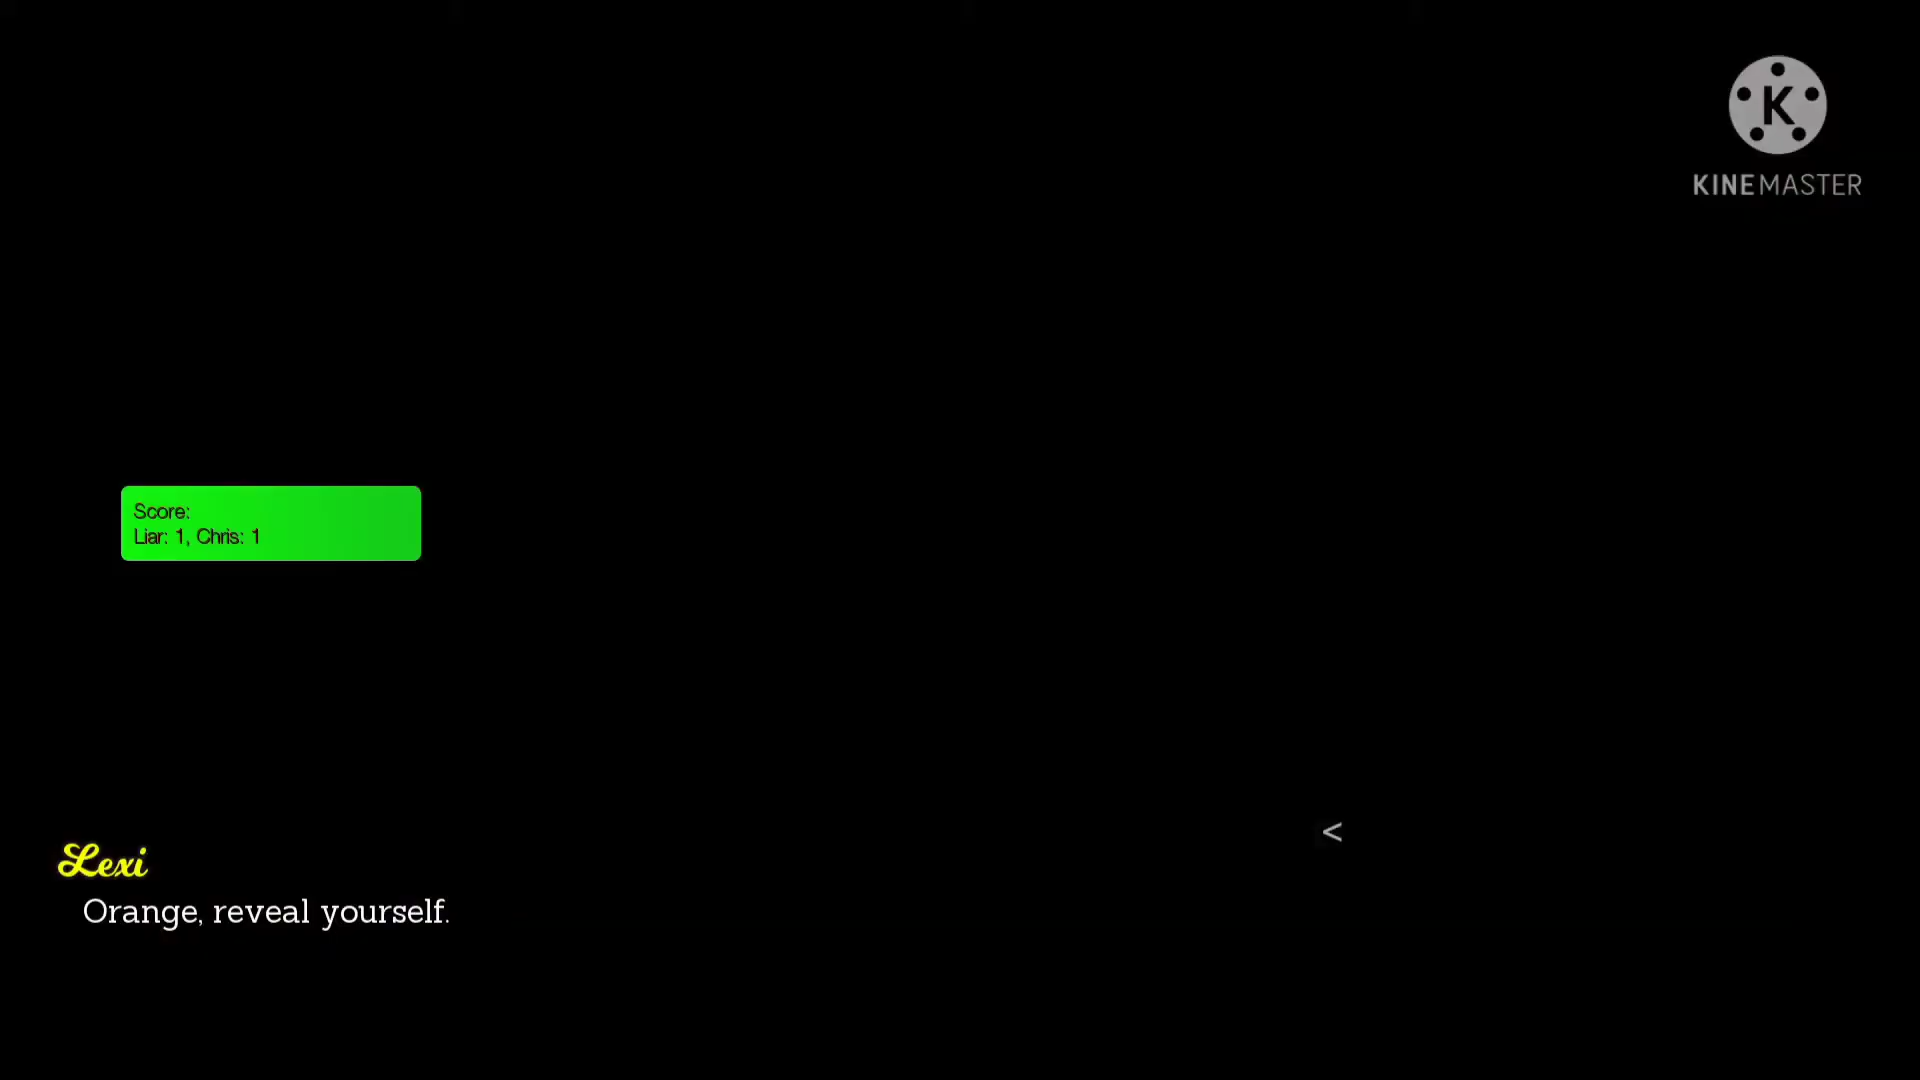 K
KINEMASTER
Score:
Liar: 1, Chris: 1
<
Lexi
Orange, reveal yourself.